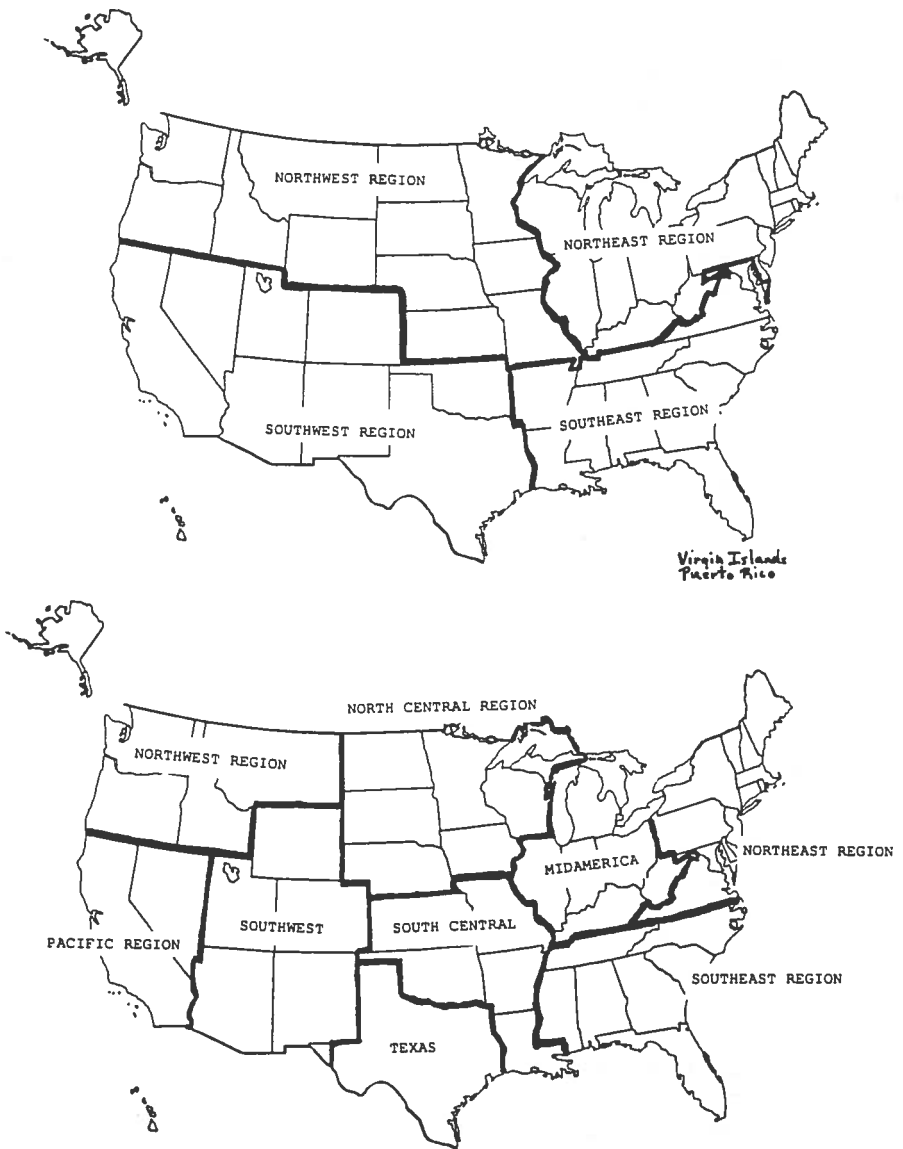 NORTHWEST REGION
NORTHEAST REGION
SOUTHEAST REGION
SOUTHWEST REGION
Virgin Islands
Puerto Rico
NORTH CENTRAL REGION
NORTHWEST REGION
NORTHEAST REGION
MIDAMERICA
SOUTHWEST
SOUTH CENTRAL
PACIFIC REGION
SOUTHEAST REGION
TEXAS